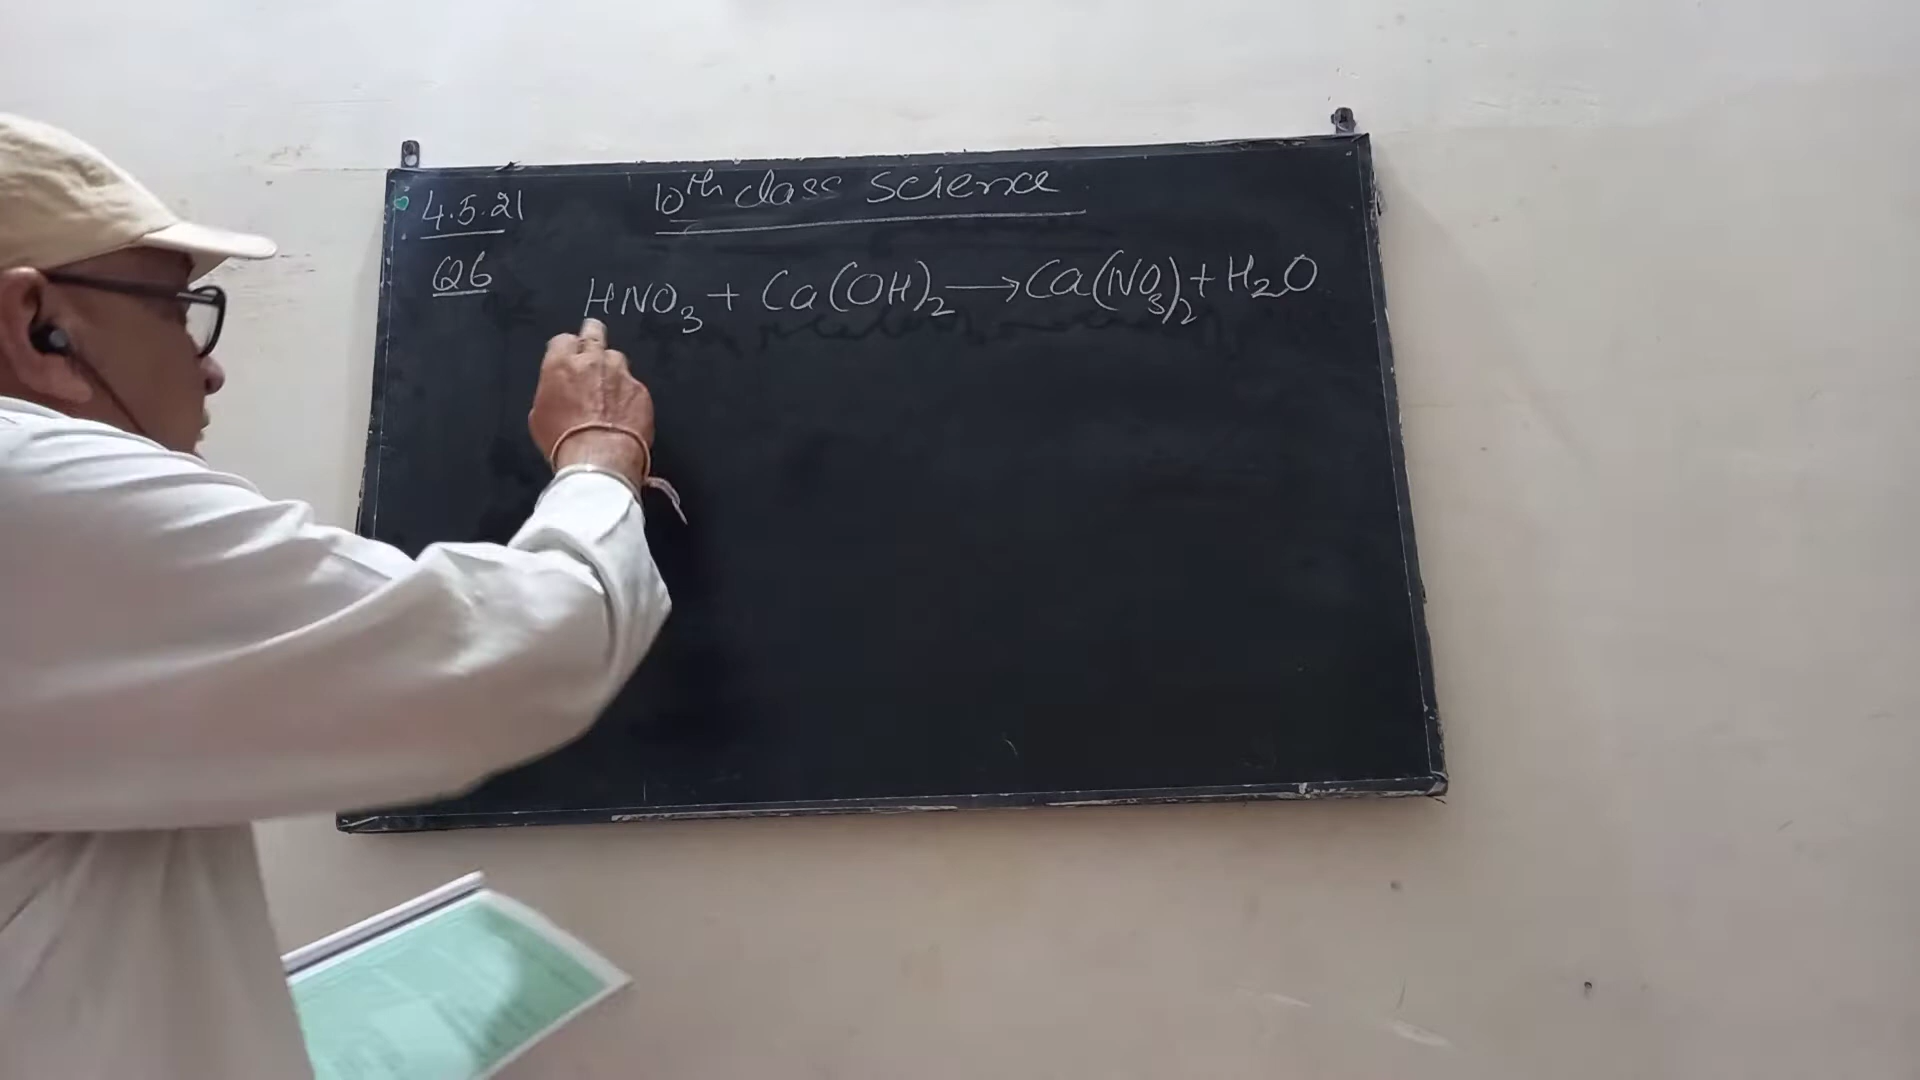 4.5.21 10th class Science
Q6
HNO₃ + Ca(OH)₂ → Ca(NO₃)₂ + H₂O